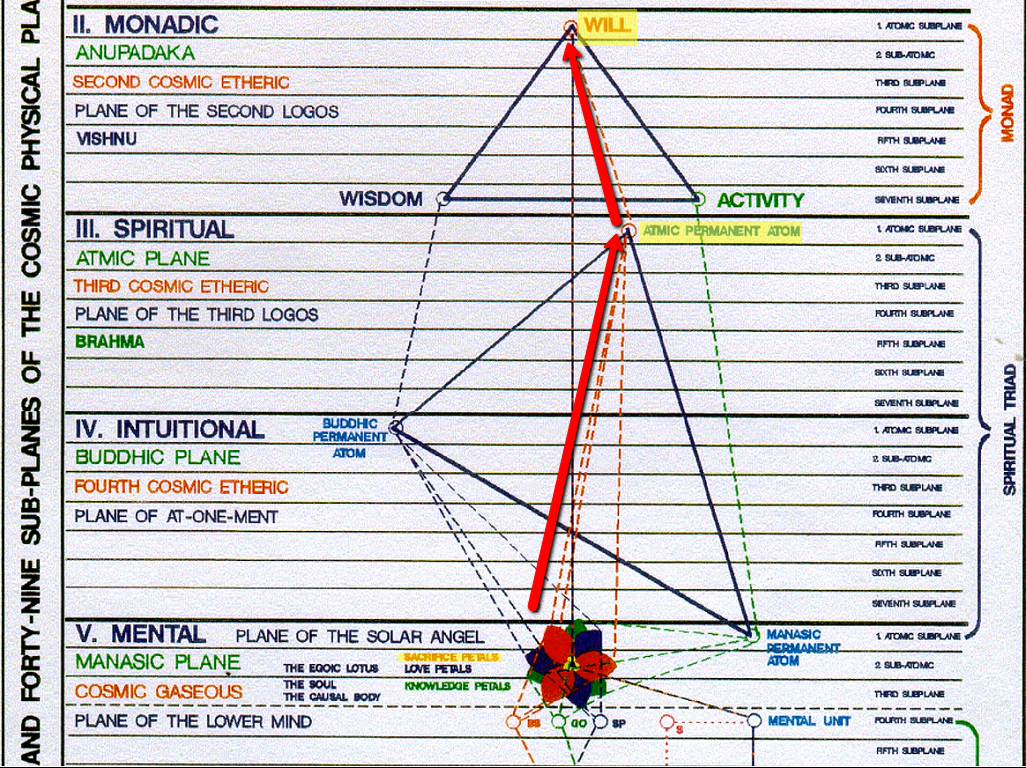 AND FORTY-NINE SUB-PLANES OF THE COSMIC PHYSICAL PLA
II. MONADIC
ANUPADAKA
SECOND COSMIC ETHERIC
PLANE OF THE SECOND LOGOS
VISHNU
WILL
WISDOM
ACTIVITY
1. ATOMIC SUBPLANE
2. SUB-ATOMIC
THIRD SUBPLANE
FOURTH SUBPLANE
FIFTH SUBPLANE
SIXTH SUBPLANE
SEVENTH SUBPLANE
MONAD
III. SPIRITUAL
ATMIC PLANE
THIRD COSMIC ETHERIC
PLANE OF THE THIRD LOGOS
BRAHMA
ATMIC PERMANENT ATOM
1. ATOMIC SUBPLANE
2. SUB-ATOMIC
THIRD SUBPLANE
FOURTH SUBPLANE
FIFTH SUBPLANE
SIXTH SUBPLANE
SEVENTH SUBPLANE
SPIRITUAL TRIAD
IV. INTUITIONAL
BUDDHIC PLANE
FOURTH COSMIC ETHERIC
PLANE OF AT-ONE-MENT
BUDDHIC
PERMANENT
ATOM
1. ATOMIC SUBPLANE
2. SUB-ATOMIC
THIRD SUBPLANE
FOURTH SUBPLANE
FIFTH SUBPLANE
SIXTH SUBPLANE
SEVENTH SUBPLANE
V. MENTAL PLANE OF THE SOLAR ANGEL
MANASIC PLANE
COSMIC GASEOUS
PLANE OF THE LOWER MIND
THE EGOIC LOTUS
THE SOUL
THE CAUSAL BODY
SACRIFICE PETALS
LOVE PETALS
KNOWLEDGE PETALS
MANASIC
PERMANENT
ATOM
BS
GO
SP
S
MENTAL UNIT
1. ATOMIC SUBPLANE
2. SUB-ATOMIC
THIRD SUBPLANE
FOURTH SUBPLANE
FIFTH SUBPLANE